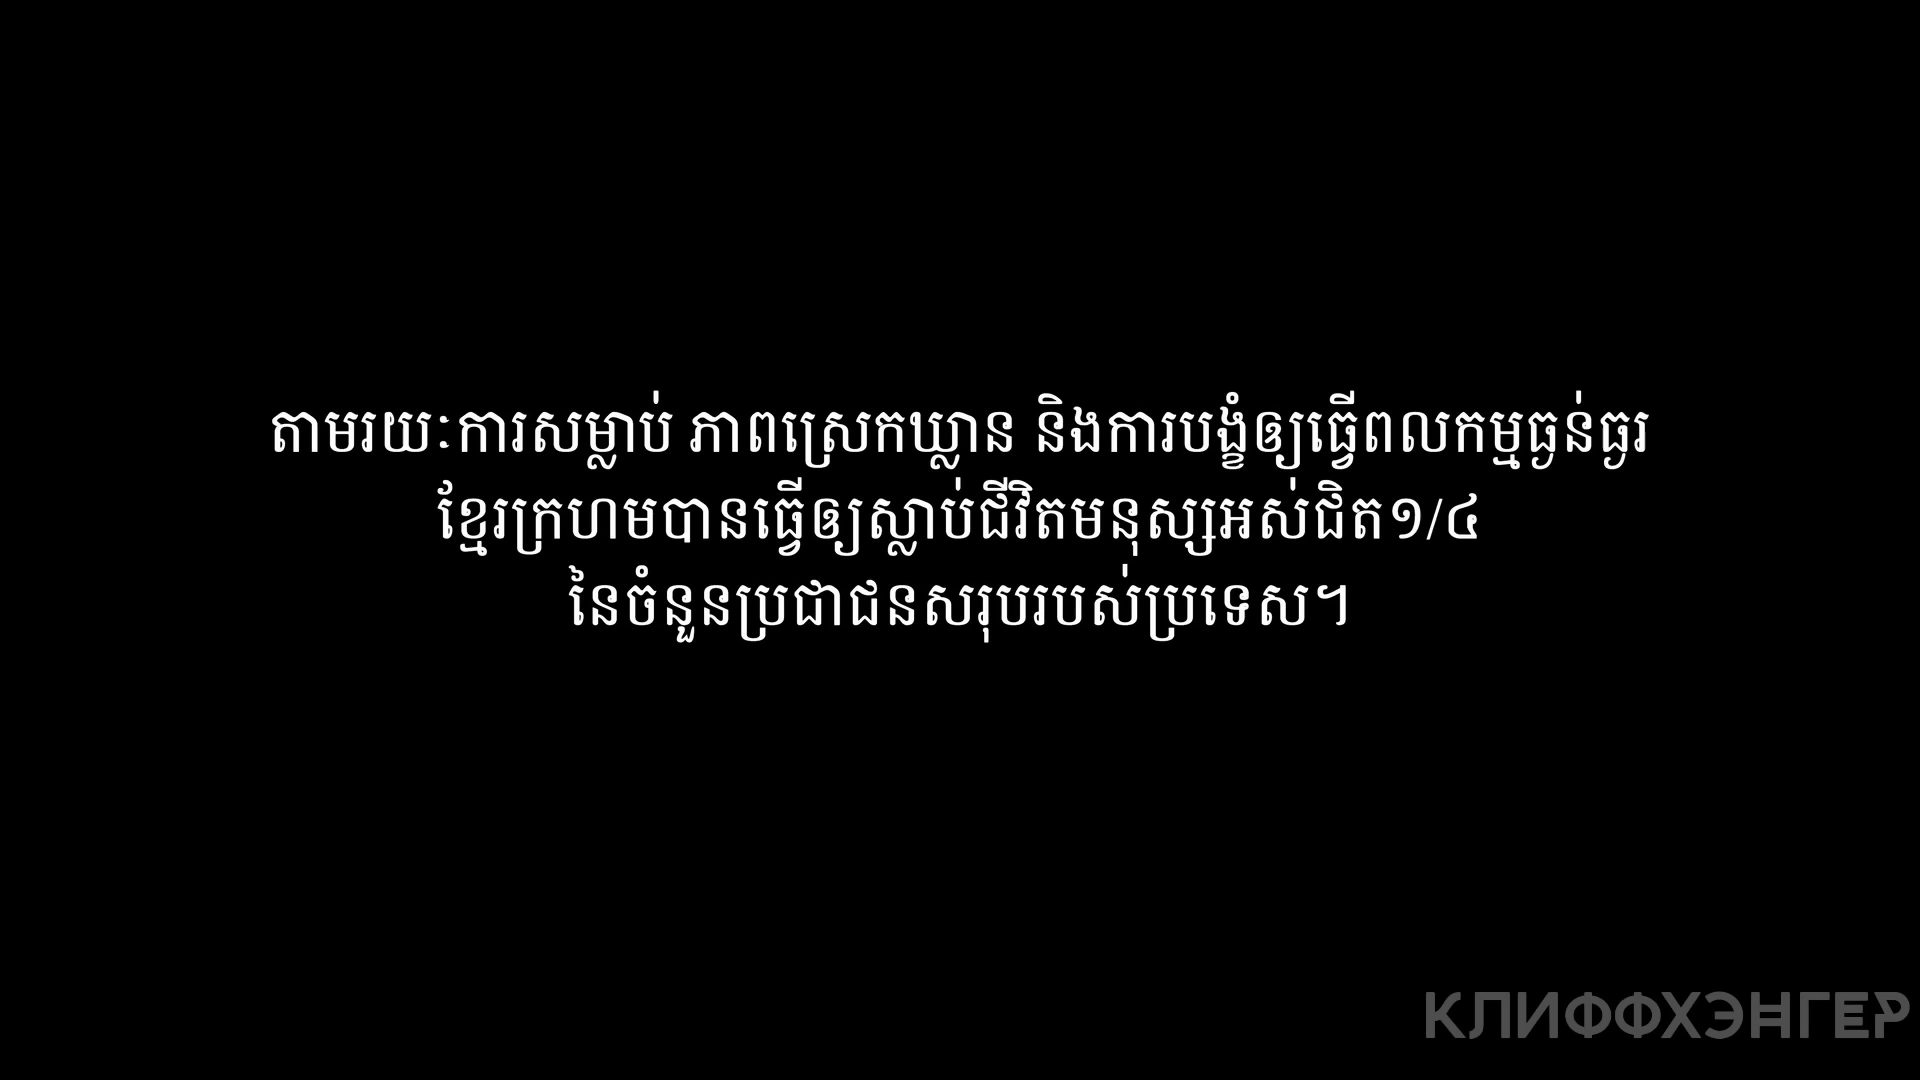 តាមរយៈការសម្លាប់ ភាពស្រេកឃ្លាន និងការបង្ខំឲ្យធ្វើពលកម្មធ្ងន់ធ្ងរ
ខ្មែរក្រហមបានធ្វើឲ្យស្លាប់ជីវិតមនុស្សអស់ជិត១/៤
នៃចំនួនប្រជាជនសរុបរបស់ប្រទេស។
КЛИФФХЭНГЕР